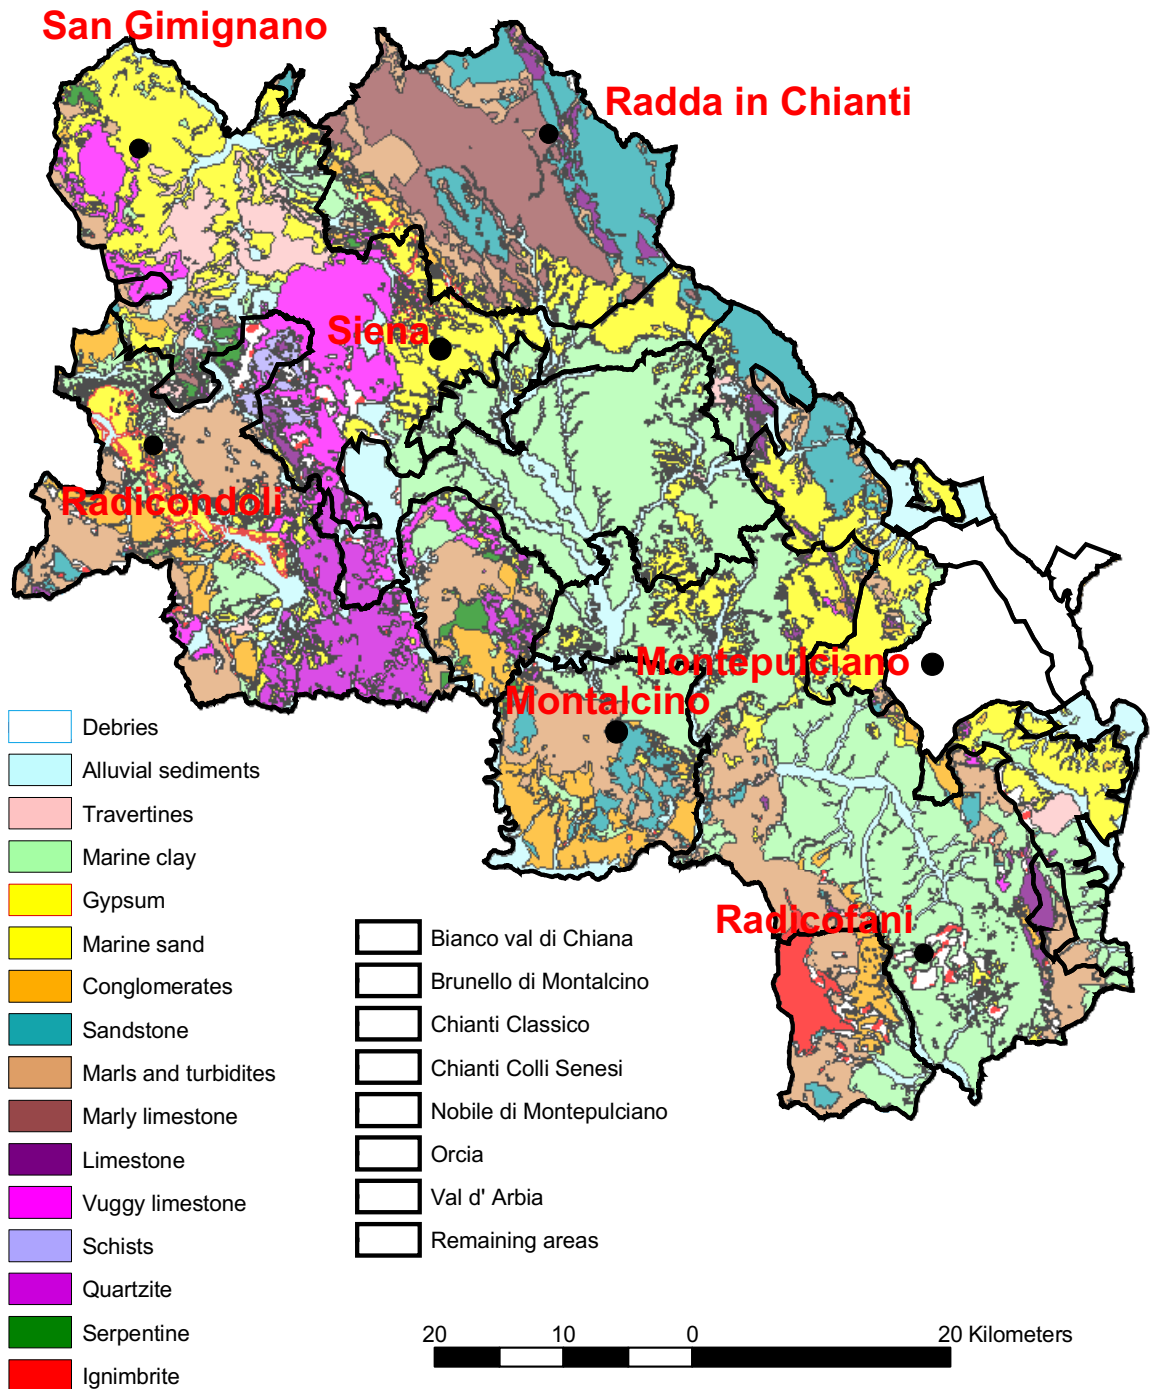 San Gimignano
Radda in Chianti
Siena
Radicondoli
Montepulciano
Montalcino
Radicofani
Debries
Alluvial sediments
Travertines
Marine clay
Gypsum
Marine sand
Conglomerates
Sandstone
Marls and turbidites
Marly limestone
Limestone
Vuggy limestone
Schists
Quartzite
Serpentine
Ignimbrite
Bianco val di Chiana
Brunello di Montalcino
Chianti Classico
Chianti Colli Senesi
Nobile di Montepulciano
Orcia
Val d' Arbia
Remaining areas
20 10 0 20 Kilometers